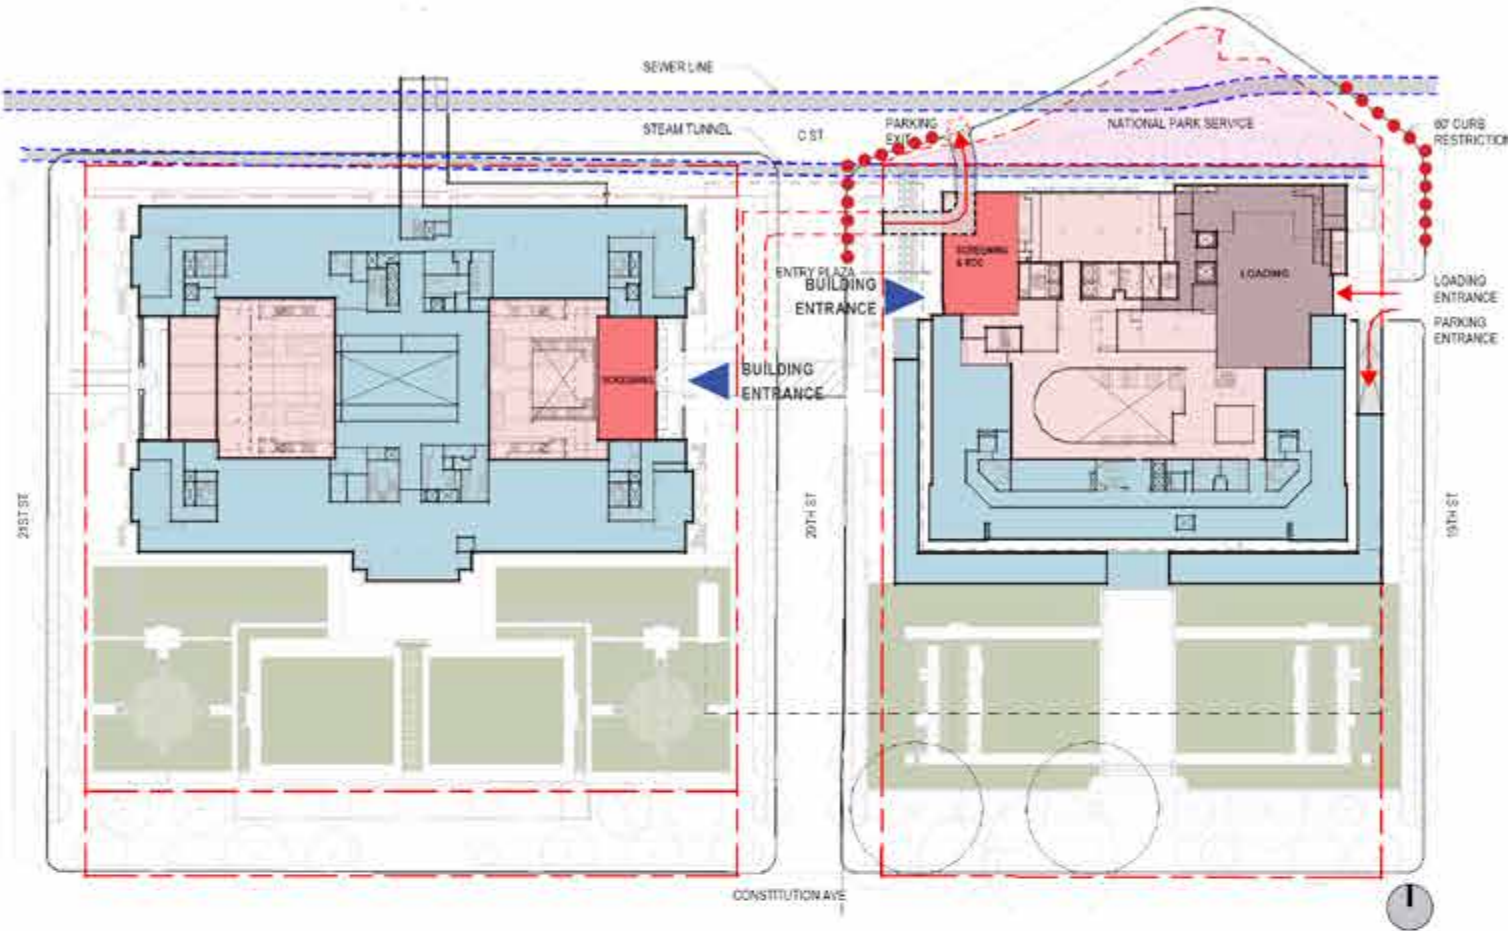 SEWER LINE
STEAM TUNNEL
C ST
PARKING
EXIT
NATIONAL PARK SERVICE
60' CURB
RESTRICTION
SCREENING
LOADING
ENTRY PLAZA
BUILDING
ENTRANCE
LOADING
ENTRANCE
PARKING
ENTRANCE
SCREENING
BUILDING
ENTRANCE
21ST ST
20TH ST
19TH ST
CONSTITUTION AVE